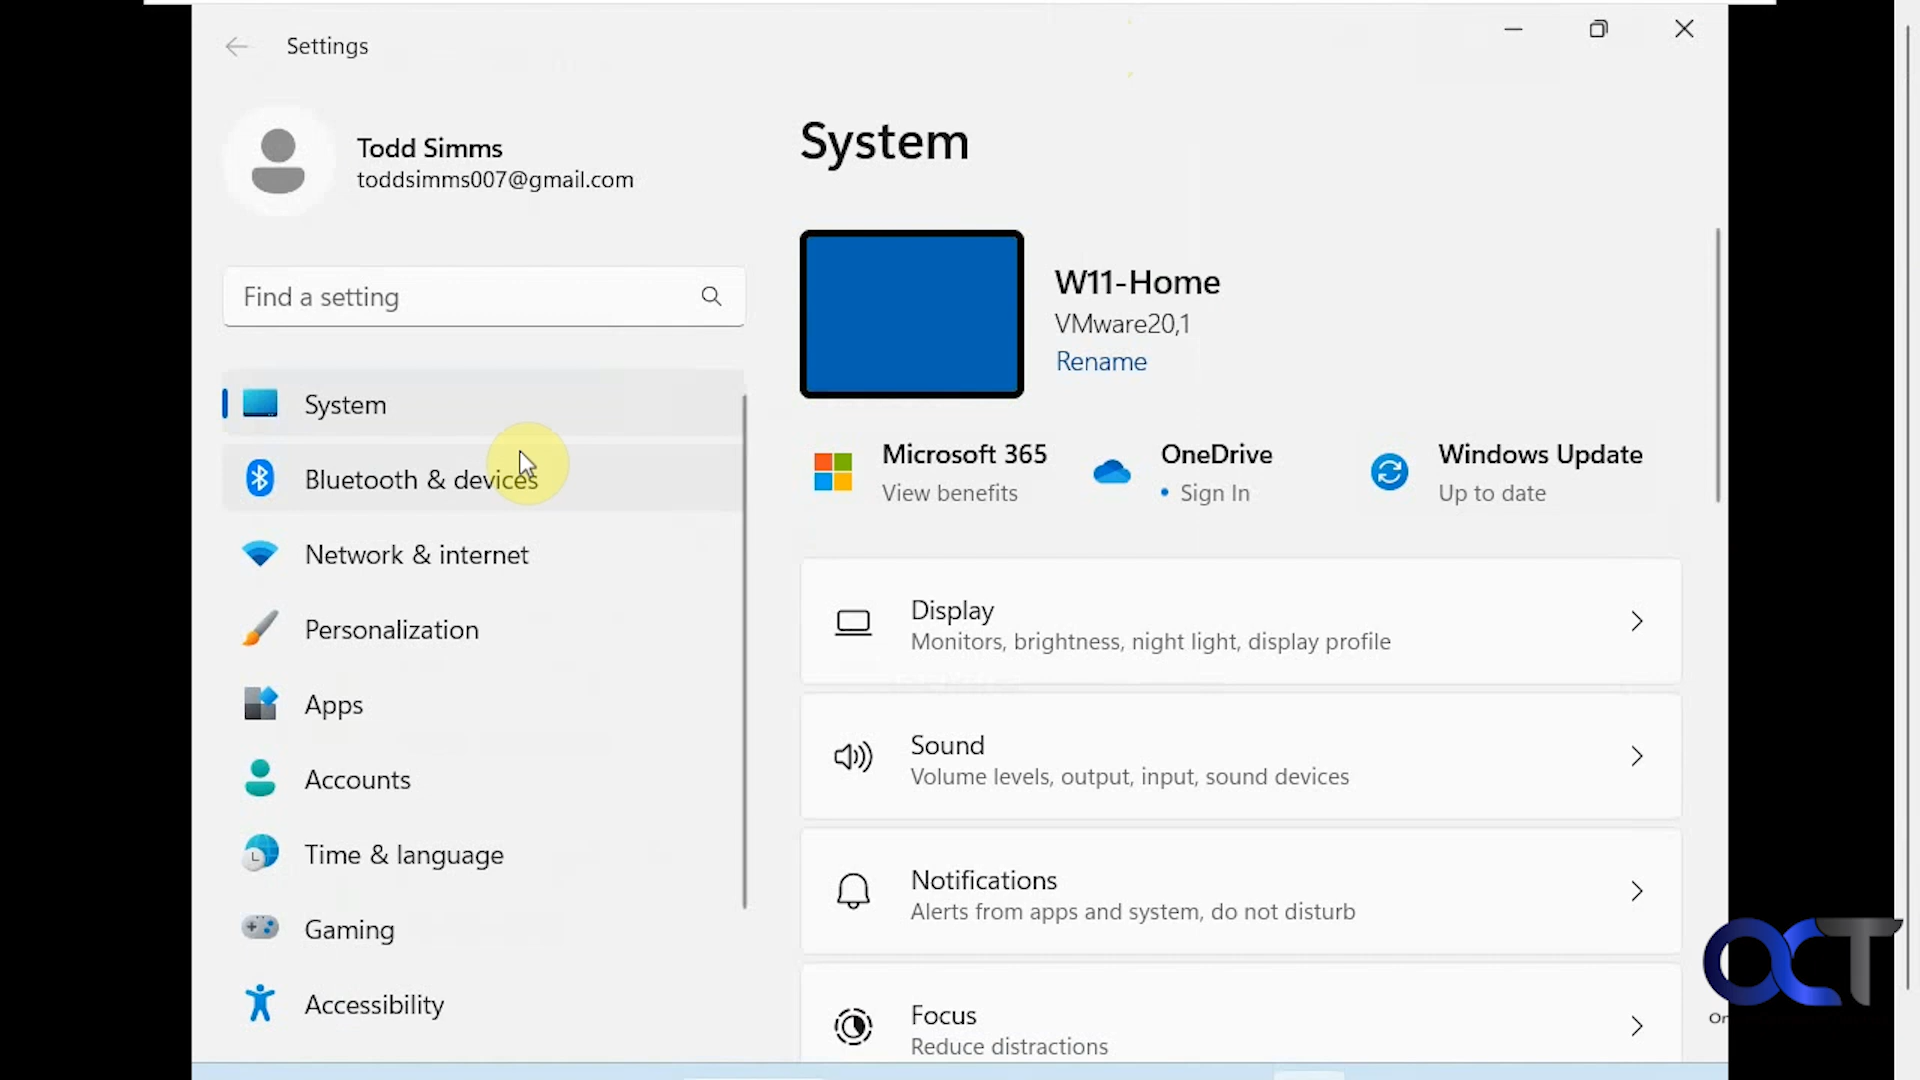 Settings
Todd Simms
toddsimms007@gmail.com
Find a setting
System
Bluetooth & devices
Network & internet
Personalization
Apps
Accounts
Time & language
Gaming
Accessibility
System
W11-Home
VMware20,1
Rename
Microsoft 365
View benefits
OneDrive
• Sign In
Windows Update
Up to date
Display
Monitors, brightness, night light, display profile
Sound
Volume levels, output, input, sound devices
Notifications
Alerts from apps and system, do not disturb
Focus
Reduce distractions
OCT